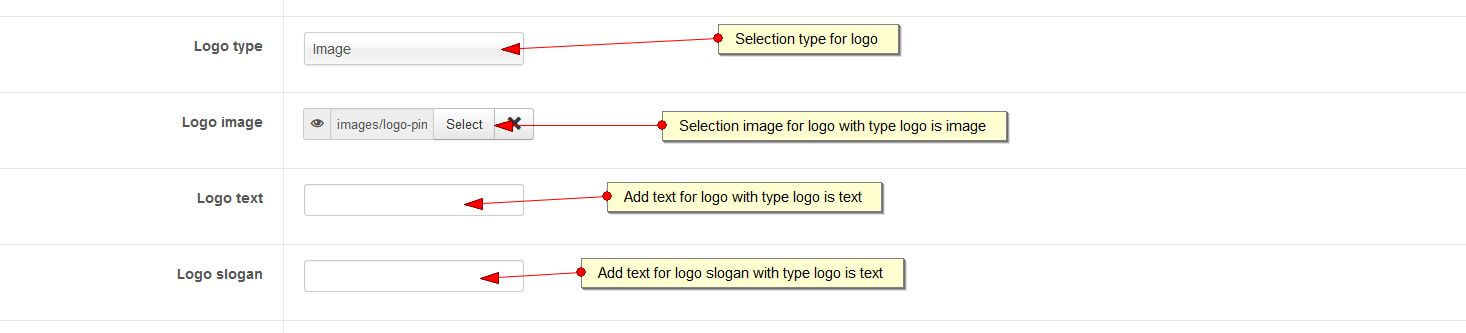 Logo type
Image
Selection type for logo
Logo image
images/logo-pin
Select
Selection image for logo with type logo is image
Logo text
Add text for logo with type logo is text
Logo slogan
Add text for logo slogan with type logo is text